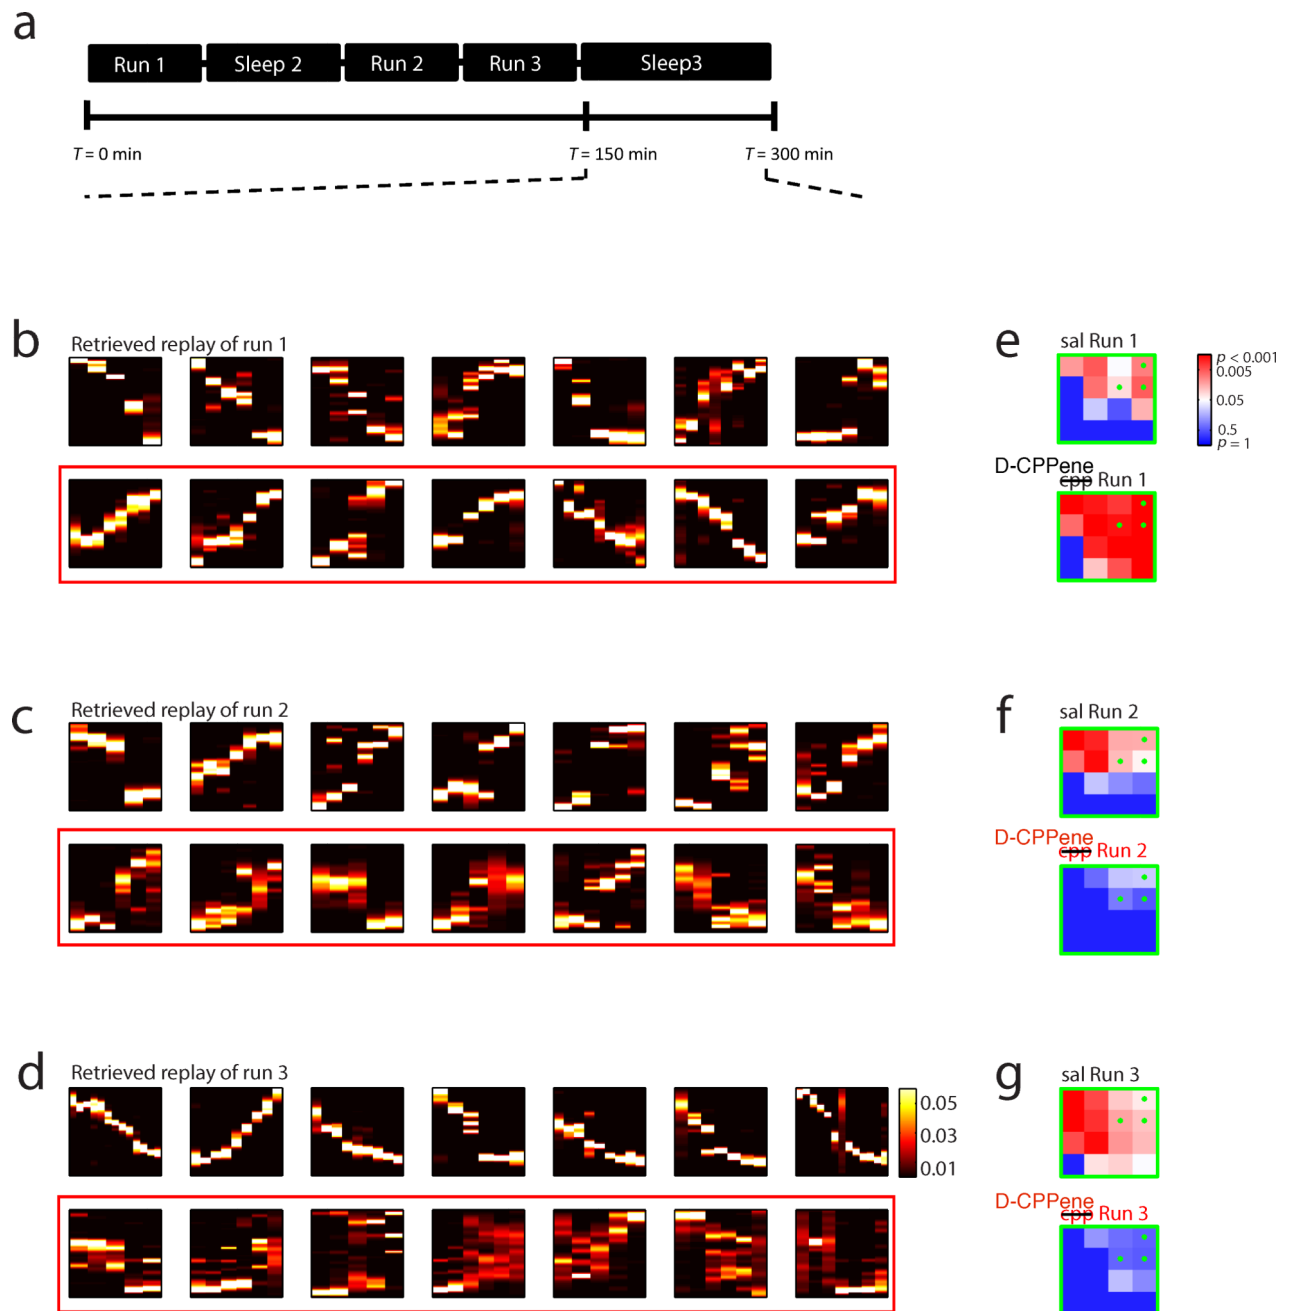 a
Run 1 Sleep 2 Run 2 Run 3 Sleep3
T = 0 min T = 150 min T = 300 min
b
Retrieved replay of run 1
e
sal Run 1
p < 0.001
0.005
0.05
0.5
p = 1
D-CPPene
cpp Run 1
c
Retrieved replay of run 2
f
sal Run 2
D-CPPene
cpp Run 2
d
Retrieved replay of run 3
0.05
0.03
0.01
g
sal Run 3
D-CPPene
cpp Run 3